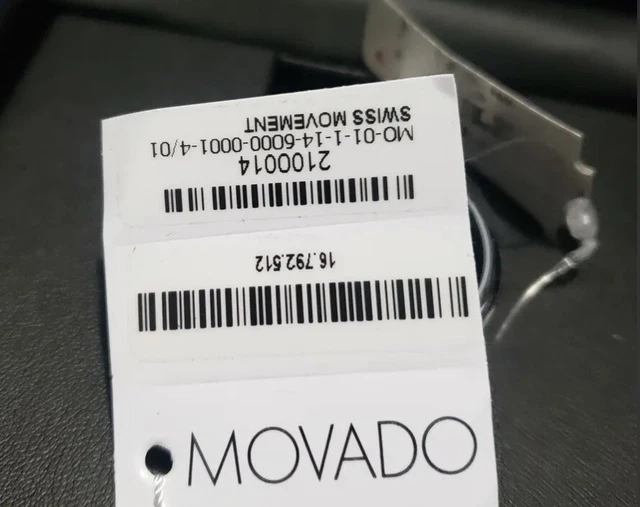 SWISS MOVEMENT
MO-01-1-14-6000-0001-4/01
2100014
16.792.512
MOVADO